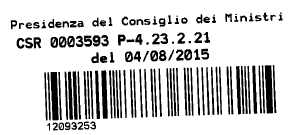 Presidenza del Consiglio dei Ministri
CSR 0003593 P-4.23.2.21
del 04/08/2015
12093253